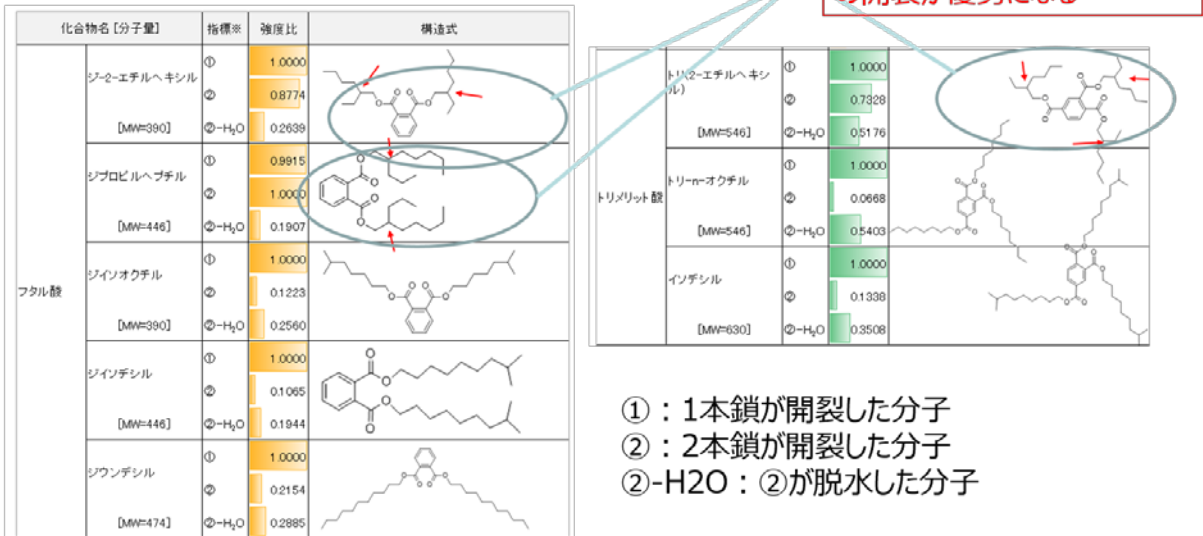 の開裂が優勢になる
化合物名 [分子量] 指標※ 強度比 構造式
フタル酸
ジ-2-エチルヘキシル
[MW=390]
① 1.0000
② 0.8774
②-H₂O 0.2639
ジプロピルヘプチル
[MW=446]
① 0.9915
② 1.0000
②-H₂O 0.1907
ジイソオクチル
[MW=390]
① 1.0000
② 0.1223
②-H₂O 0.2560
ジイソデシル
[MW=446]
① 1.0000
② 0.1065
②-H₂O 0.1944
ジウンデシル
[MW=474]
① 1.0000
② 0.2154
②-H₂O 0.2885
トリメリット酸
トリ(2-エチルヘキシ
ル)
[MW=546]
① 1.0000
② 0.7328
②-H₂O 0.5176
トリ-n-オクチル
[MW=546]
① 1.0000
② 0.0668
②-H₂O 0.5403
イソデシル
[MW=630]
① 1.0000
② 0.1338
②-H₂O 0.3508
①：1本鎖が開裂した分子
②：2本鎖が開裂した分子
②-H2O：②が脱水した分子